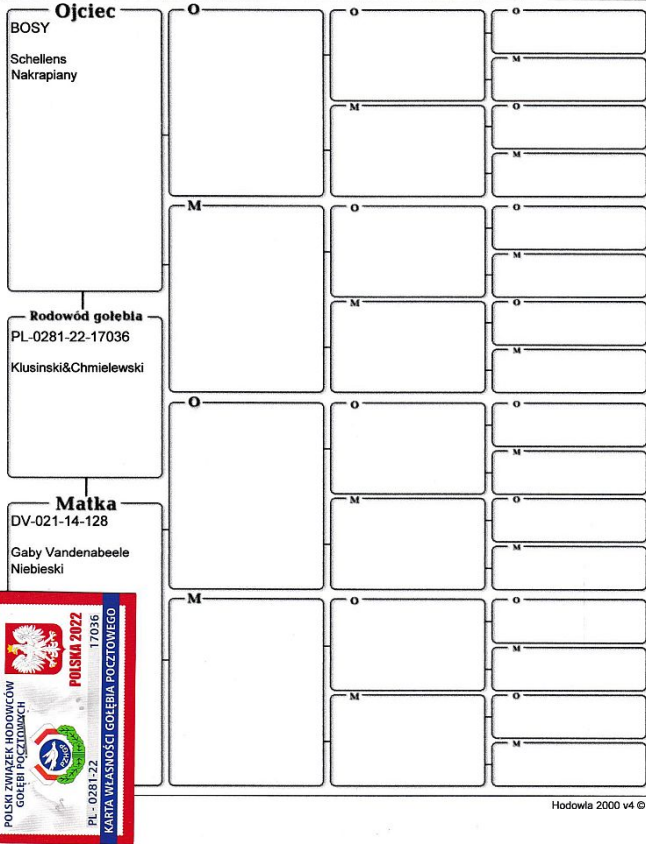 Ojciec
BOSY
Schellens
Nakrapiany
Rodowód gołębia
PL-0281-22-17036
Klusinski&Chmielewski
Matka
DV-021-14-128
Gaby Vandenabeele
Niebieski
O
M
O
M
O
M
O
M
O
M
O
M
O
M
O
M
O
M
O
M
O
M
O
M
O
M
O
M
POLSKI ZWIĄZEK HODOWCÓW
GOŁĘBI POCZTOWYCH
PZHGP
POLSKA 2022
PL - 0281-22 17036
KARTA WŁASNOŚCI GOŁĘBIA POCZTOWEGO
Hodowla 2000 v4 ©